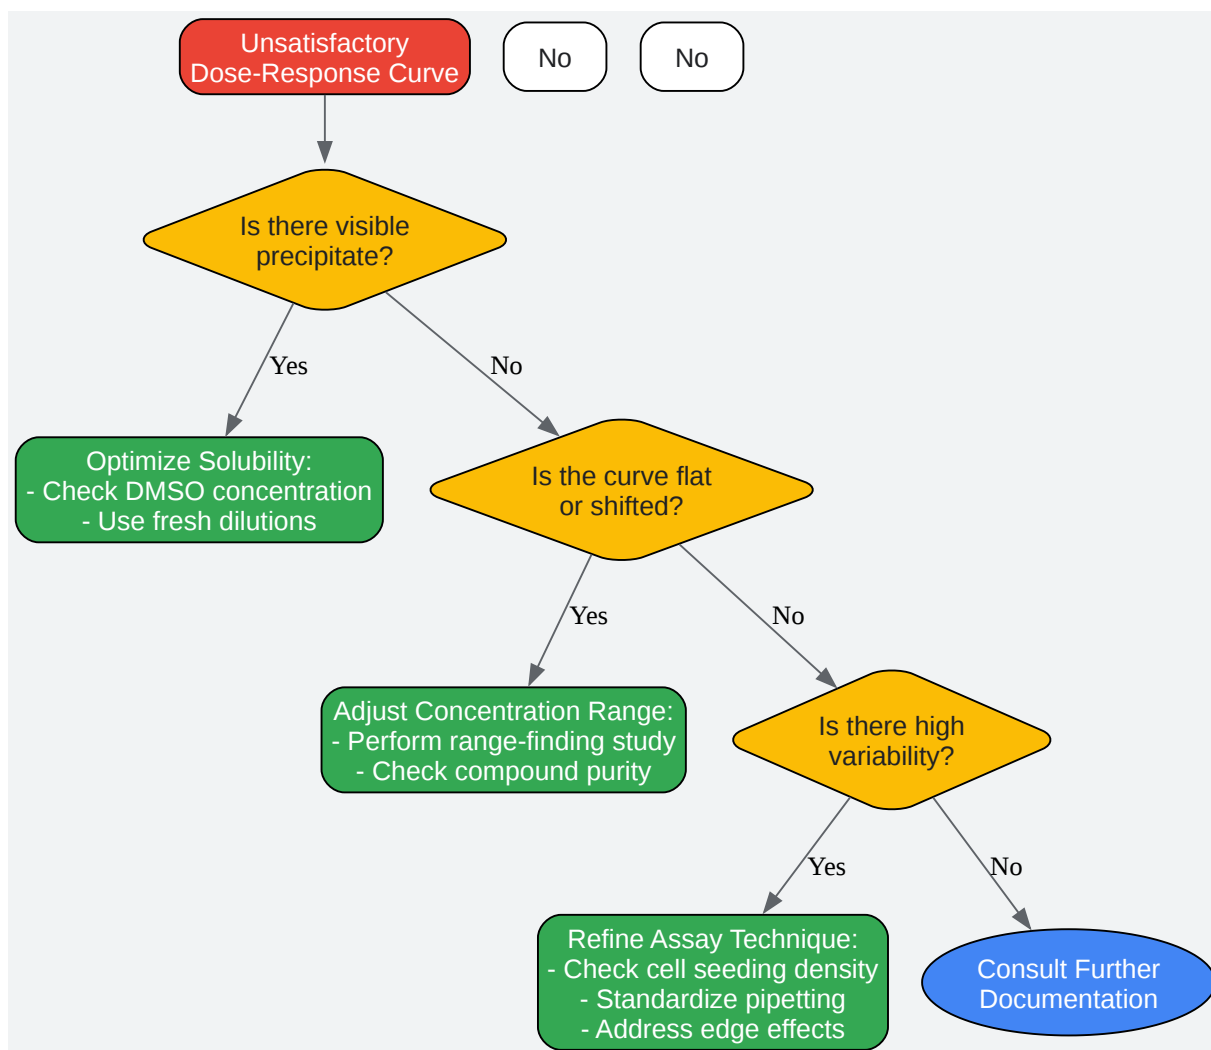 Unsatisfactory
Dose-Response Curve
No
No
Is there visible
precipitate?
Yes
No
Optimize Solubility:
- Check DMSO concentration
- Use fresh dilutions
Is the curve flat
or shifted?
Yes
No
Adjust Concentration Range:
- Perform range-finding study
- Check compound purity
Is there high
variability?
Yes
No
Refine Assay Technique:
- Check cell seeding density
- Standardize pipetting
- Address edge effects
Consult Further
Documentation